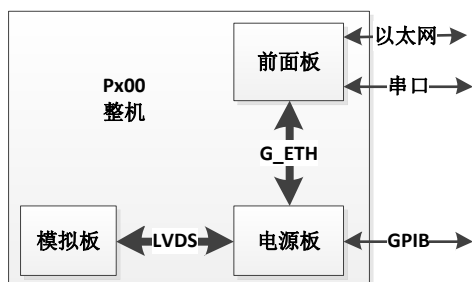 以太网
前面板
Px00
整机
串口
G_ETH
模拟板
LVDS
电源板
GPIB